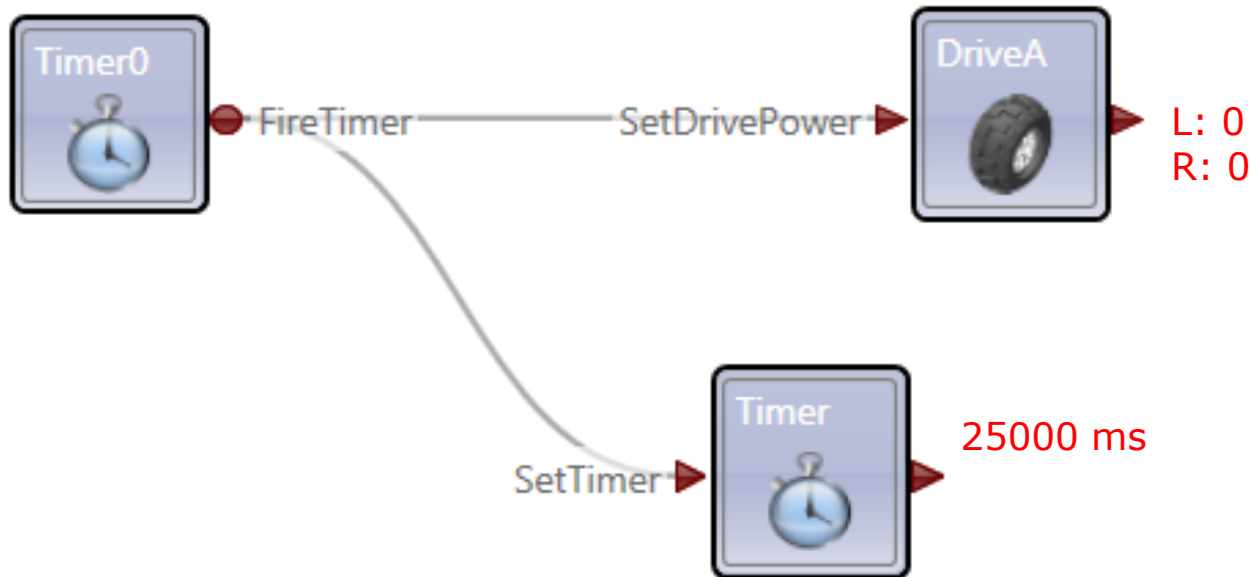 Timer0
DriveA
FireTimer
SetDrivePower
L: 0
R: 0
Timer
25000 ms
SetTimer